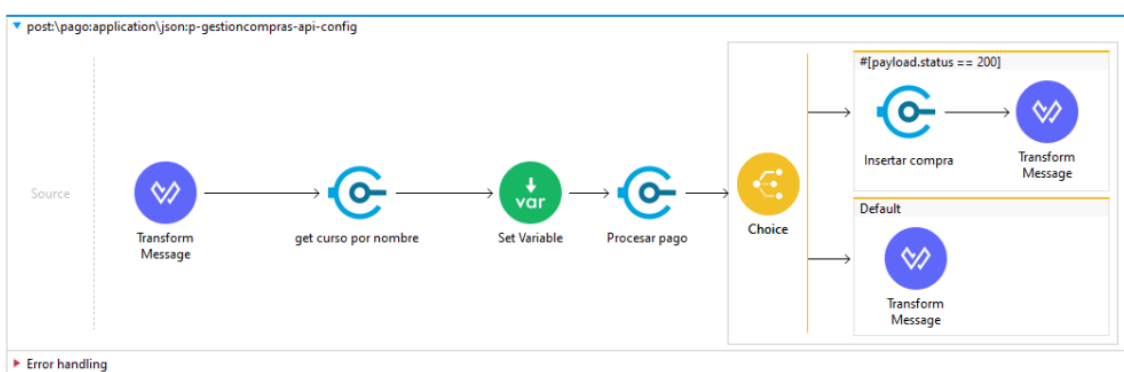 post:\pago:application\json:p-gestioncompras-api-config
#[payload.status == 200]
Insertar compra
Transform
Message
Source
Transform
Message
get curso por nombre
var
Set Variable
Procesar pago
Choice
Default
Transform
Message
Error handling